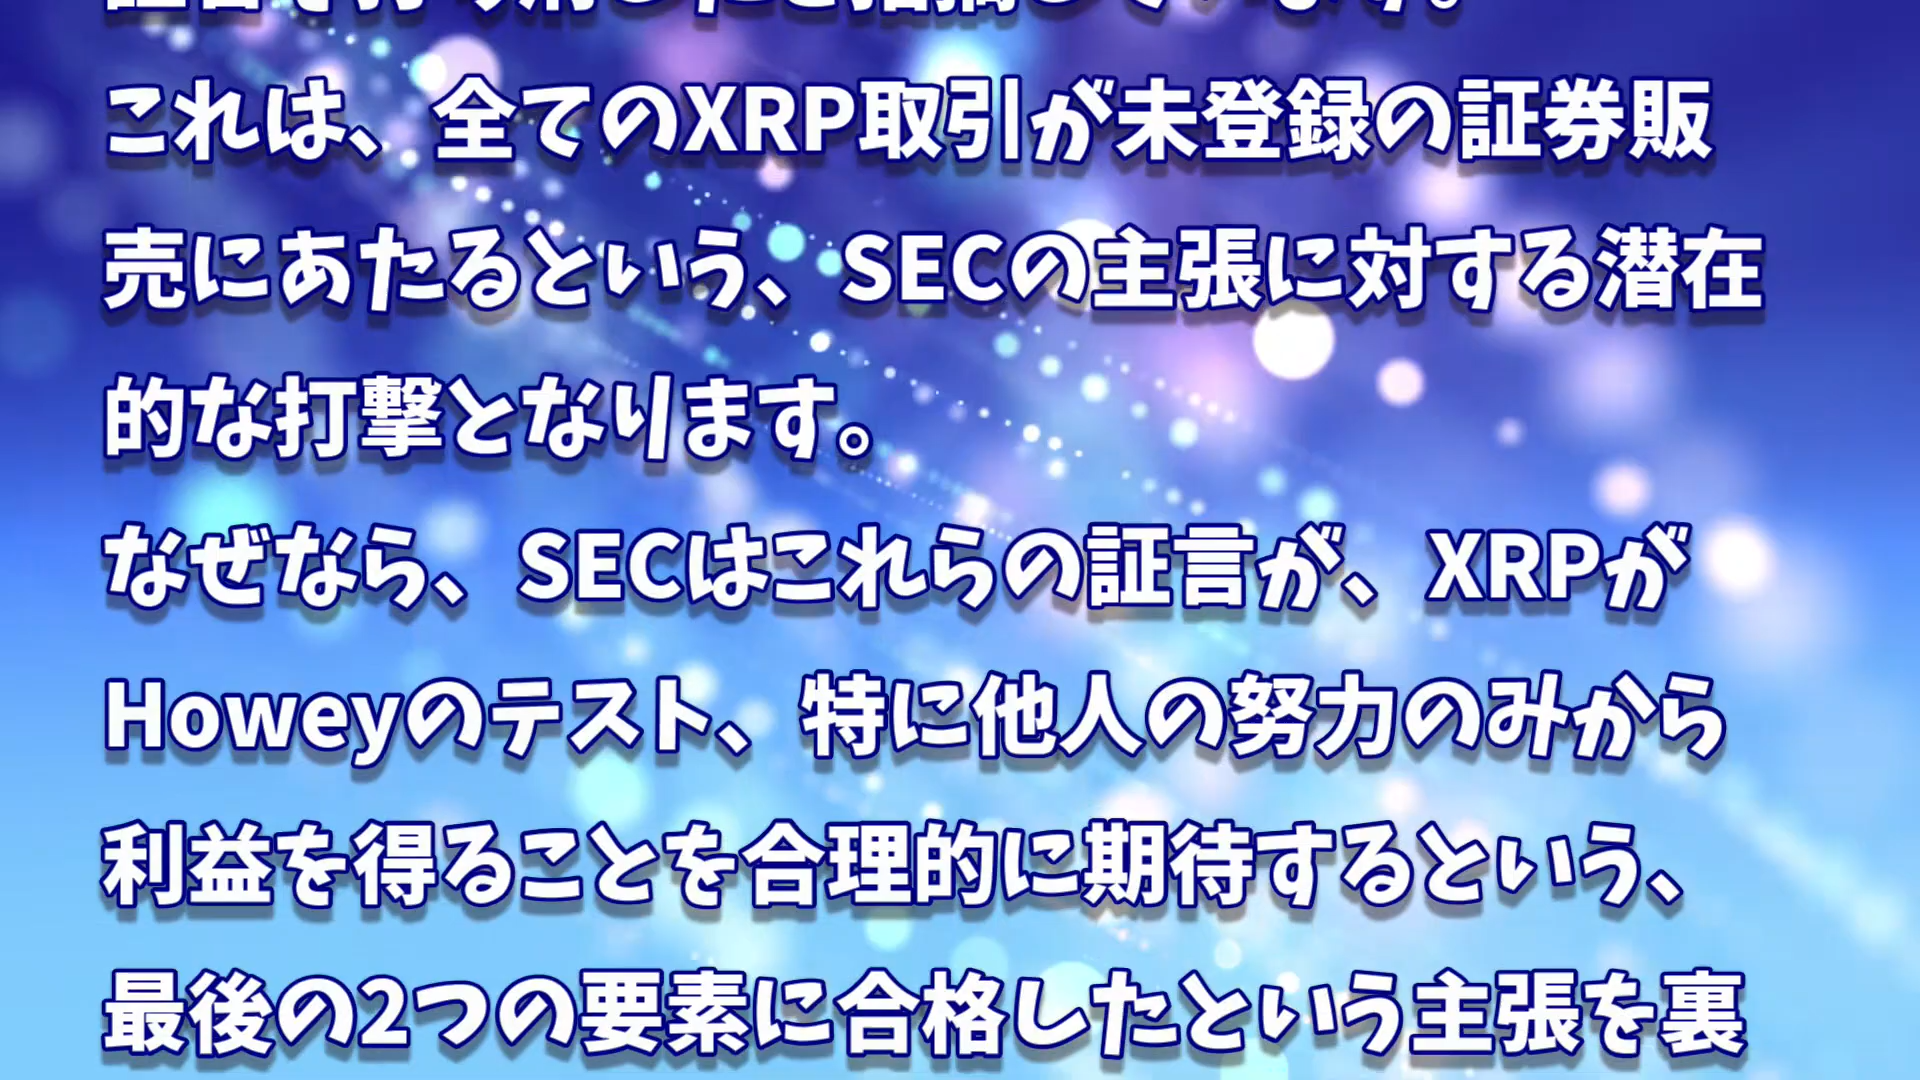 これは、全てのXRP取引が未登録の証券販
売にあたるという、SECの主張に対する潜在
的な打撃となります。
なぜなら、SECはこれらの証言が、XRPが
Howeyのテスト、特に他人の努力のみから
利益を得ることを合理的に期待するという、
最後の2つの要素に合格したという主張を裏